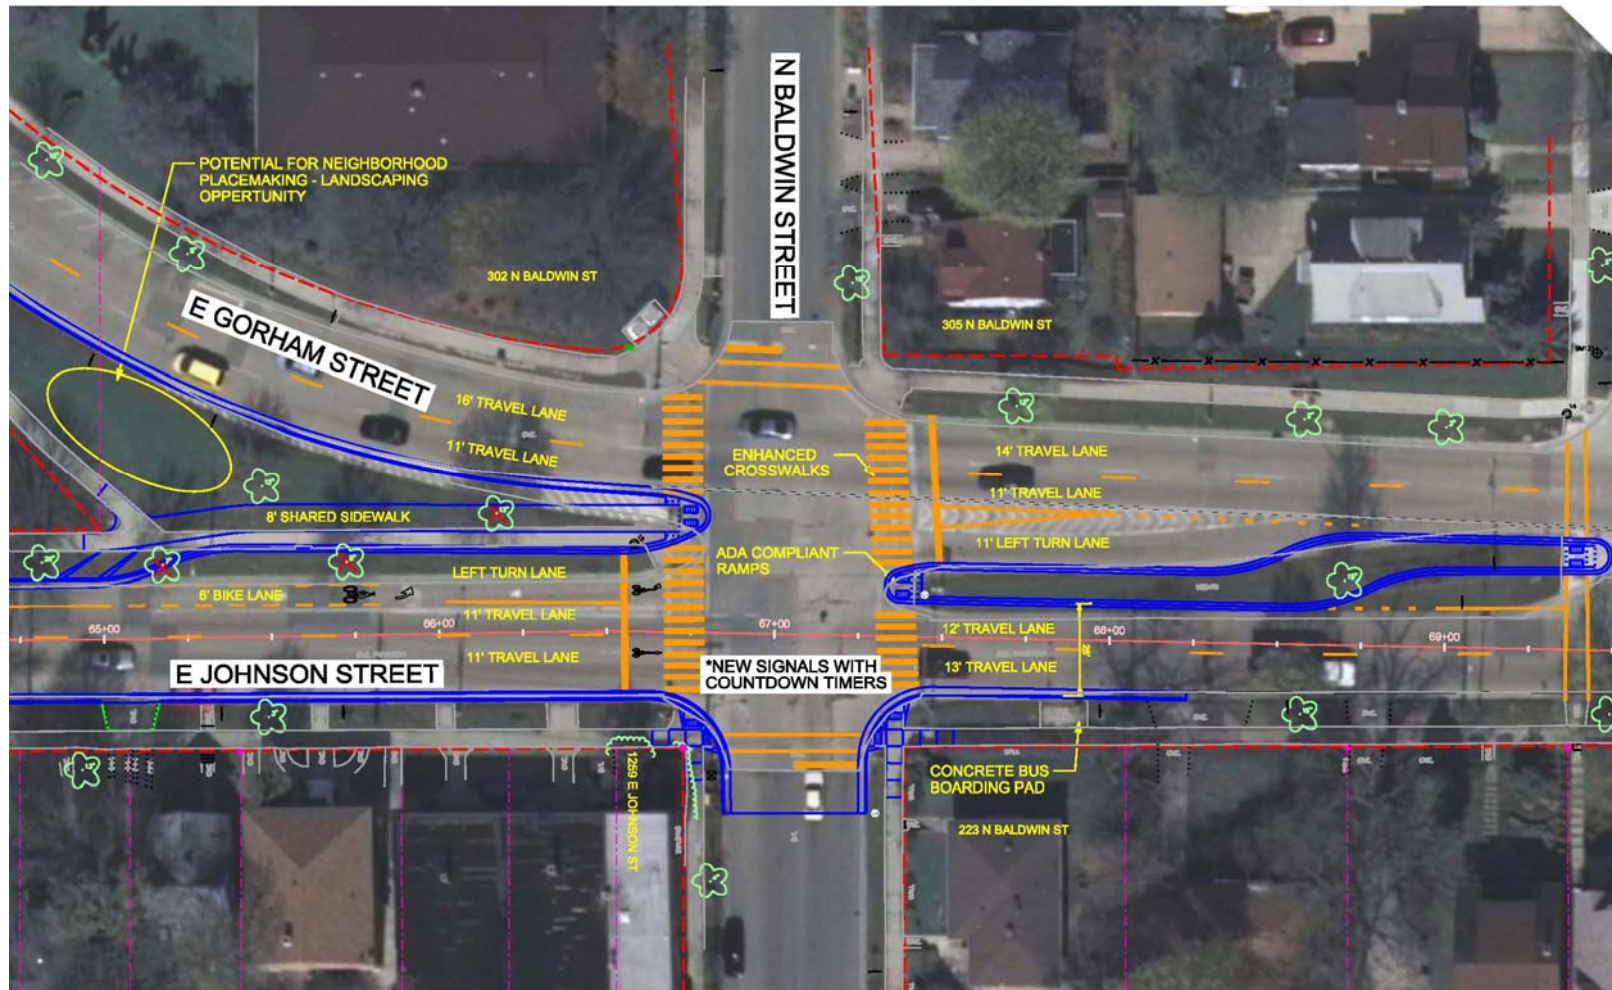 N BALDWIN STREET
POTENTIAL FOR NEIGHBORHOOD
PLACEMAKING - LANDSCAPING
OPPERTUNITY
302 N BALDWIN ST
305 N BALDWIN ST
E GORHAM STREET
16' TRAVEL LANE
11' TRAVEL LANE
ENHANCED
CROSSWALKS
14' TRAVEL LANE
11' TRAVEL LANE
8' SHARED SIDEWALK
11' LEFT TURN LANE
ADA COMPLIANT
RAMPS
LEFT TURN LANE
6' BIKE LANE
11' TRAVEL LANE
12' TRAVEL LANE
65+00
66+00
67+00
68+00
69+00
11' TRAVEL LANE
13' TRAVEL LANE
E JOHNSON STREET
*NEW SIGNALS WITH
COUNTDOWN TIMERS
1259 E JOHNSON ST
CONCRETE BUS
BOARDING PAD
223 N BALDWIN ST